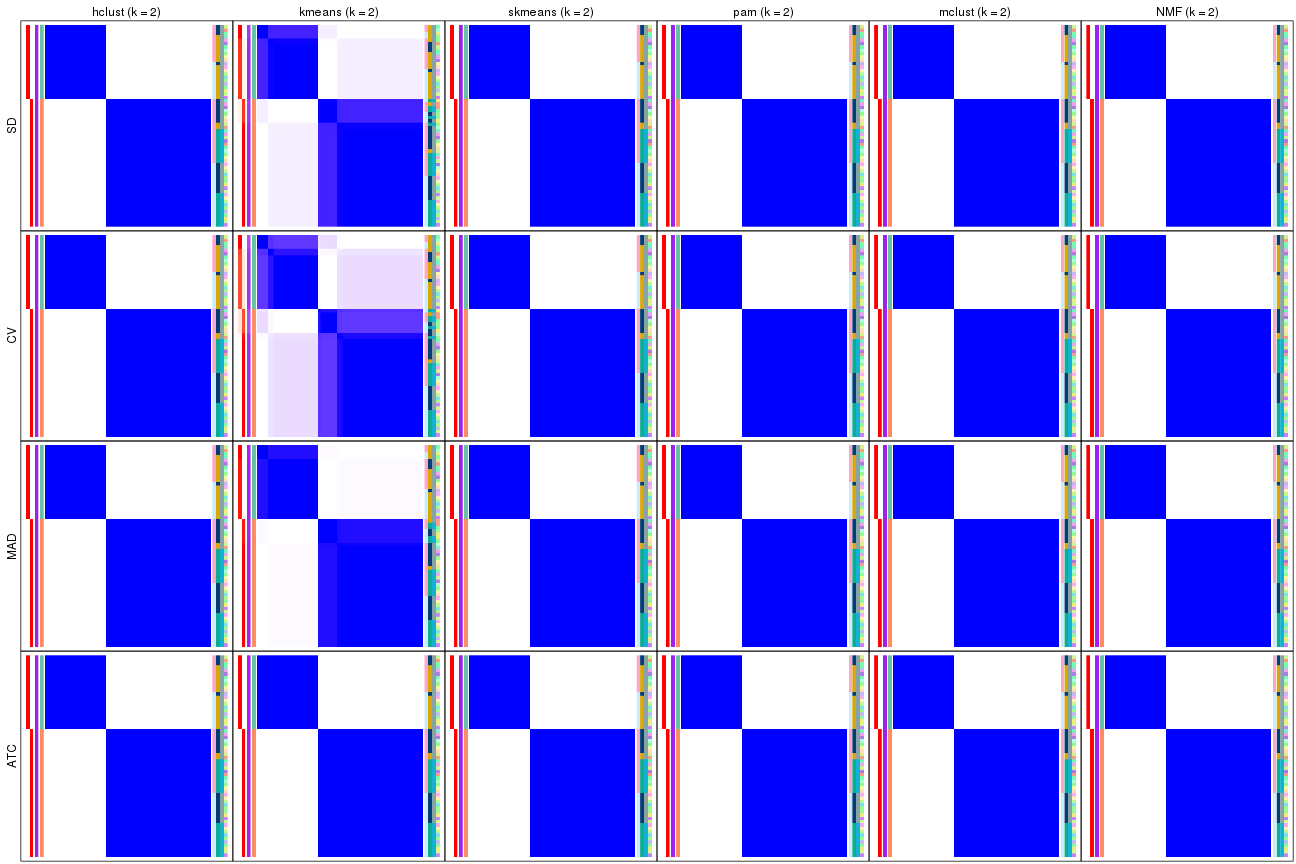 hclust (k = 2) kmeans (k = 2) skmeans (k = 2) pam (k = 2) mclust (k = 2) NMF (k = 2)
SD
CV
MAD
ATC